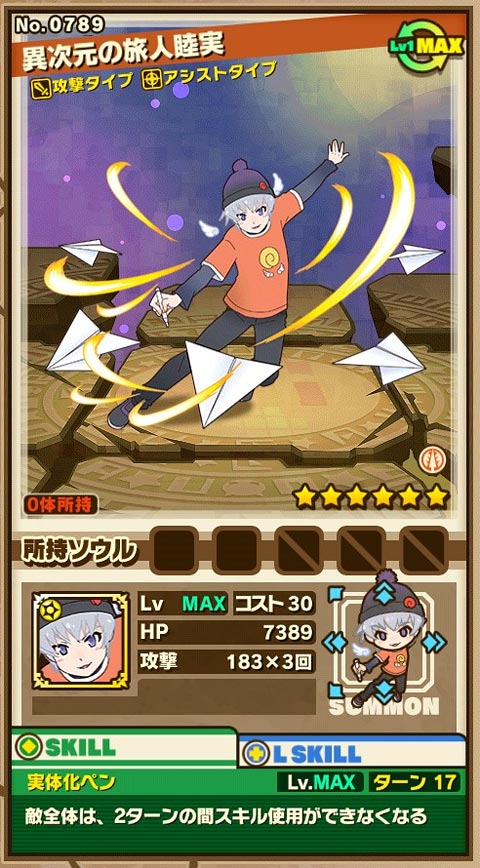 No.0789
異次元の旅人睦実
Lv1 MAX
攻撃タイプ アシストタイプ
0体所持
所持ソウル
Lv MAX コスト 30
HP 7389
攻撃 183×3回
SUMMON
SKILL
L SKILL
実体化ペン Lv.MAX ターン 17
敵全体は、2ターンの間スキル使用ができなくなる